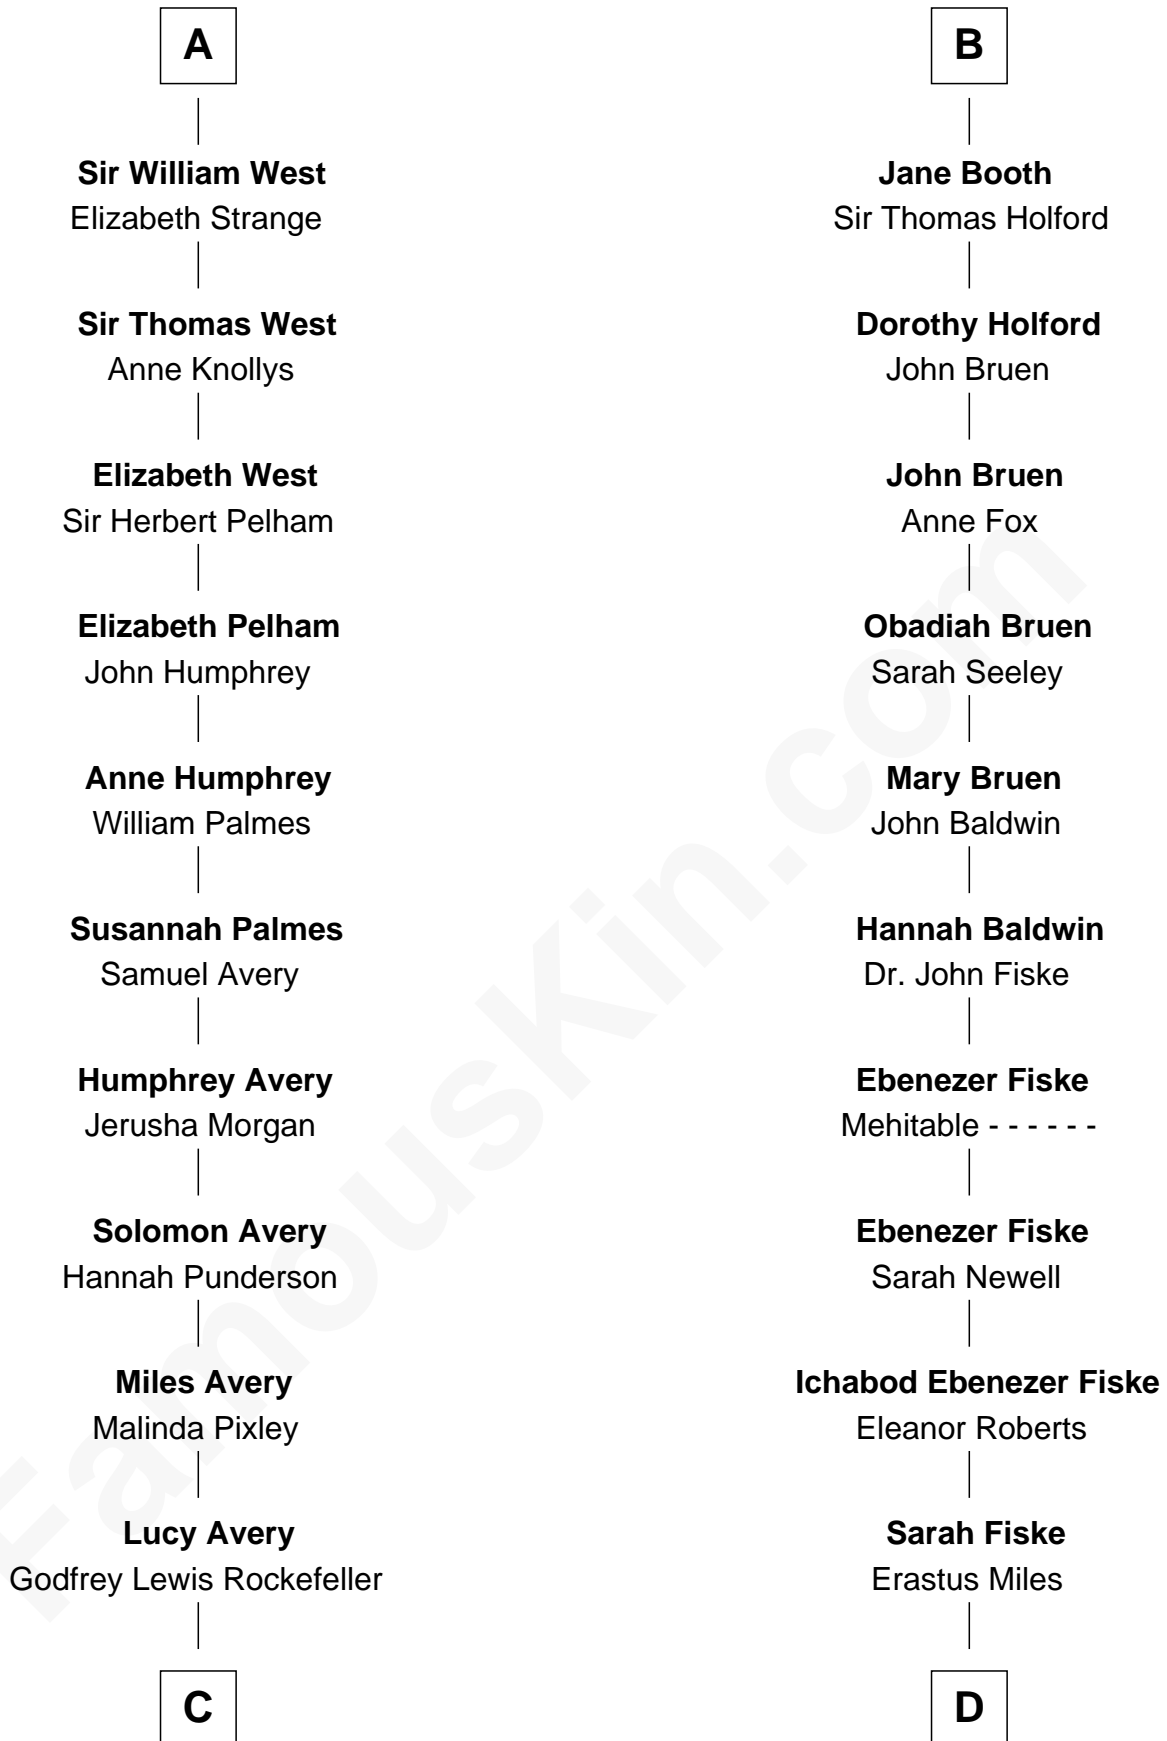 A
Sir William West
Elizabeth Strange
Sir Thomas West
Anne Knollys
Elizabeth West
Sir Herbert Pelham
Elizabeth Pelham
John Humphrey
Anne Humphrey
William Palmes
Susannah Palmes
Samuel Avery
Humphrey Avery
Jerusha Morgan
Solomon Avery
Hannah Punderson
Miles Avery
Malinda Pixley
Lucy Avery
Godfrey Lewis Rockefeller
C
B
Jane Booth
Sir Thomas Holford
Dorothy Holford
John Bruen
John Bruen
Anne Fox
Obadiah Bruen
Sarah Seeley
Mary Bruen
John Baldwin
Hannah Baldwin
Dr. John Fiske
Ebenezer Fiske
Mehitable - - - - - -
Ebenezer Fiske
Sarah Newell
Ichabod Ebenezer Fiske
Eleanor Roberts
Sarah Fiske
Erastus Miles
D
FamousKin.com